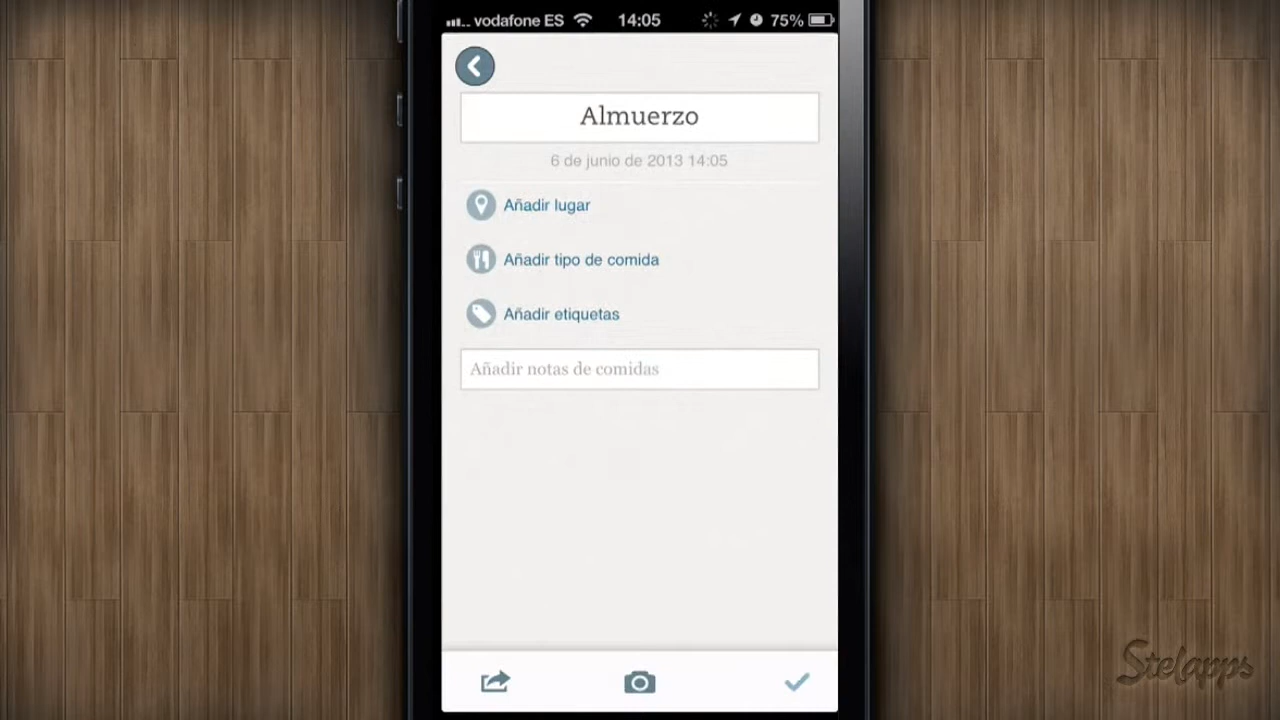 vodafone ES 14:05 75%
Almuerzo
6 de junio de 2013 14:05
Añadir lugar
Añadir tipo de comida
Añadir etiquetas
Añadir notas de comidas
Stelapps